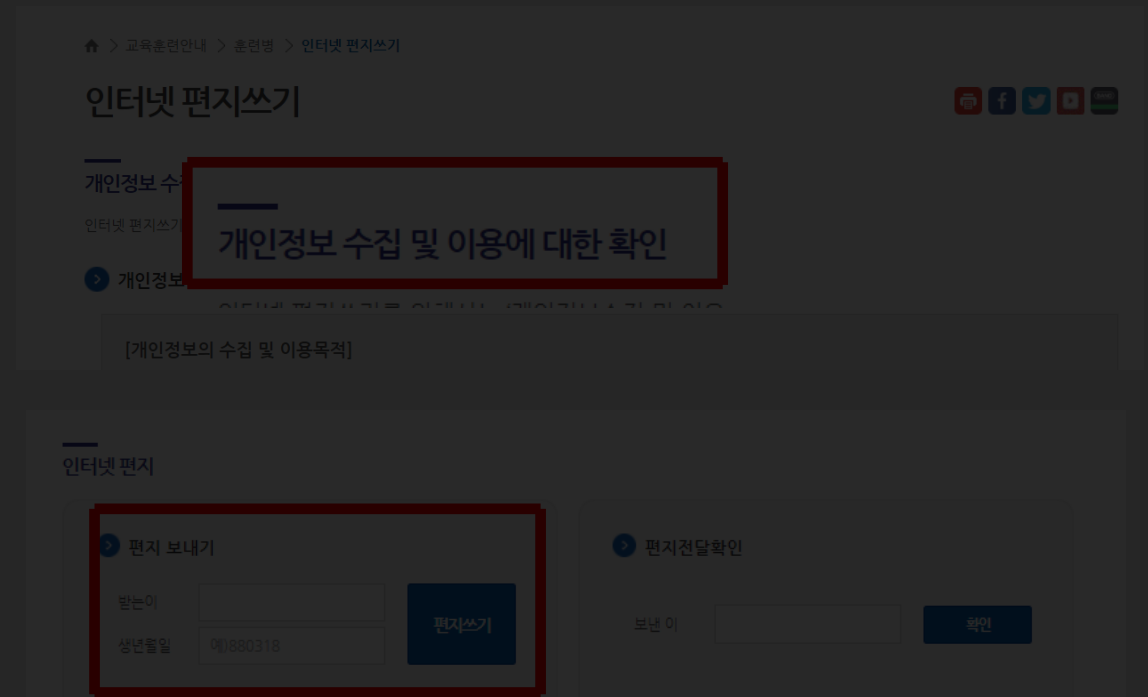 교육훈련안내 > 훈련병 > 인터넷 편지쓰기
인터넷 편지쓰기
개인정보 수
인터넷 편지쓰기
개인정보
개인정보 수집 및 이용에 대한 확인
[개인정보의 수집 및 이용목적]
인터넷 편지
편지 보내기
받는이
생년월일 예)880318
편지쓰기
편지전달확인
보낸 이
확인